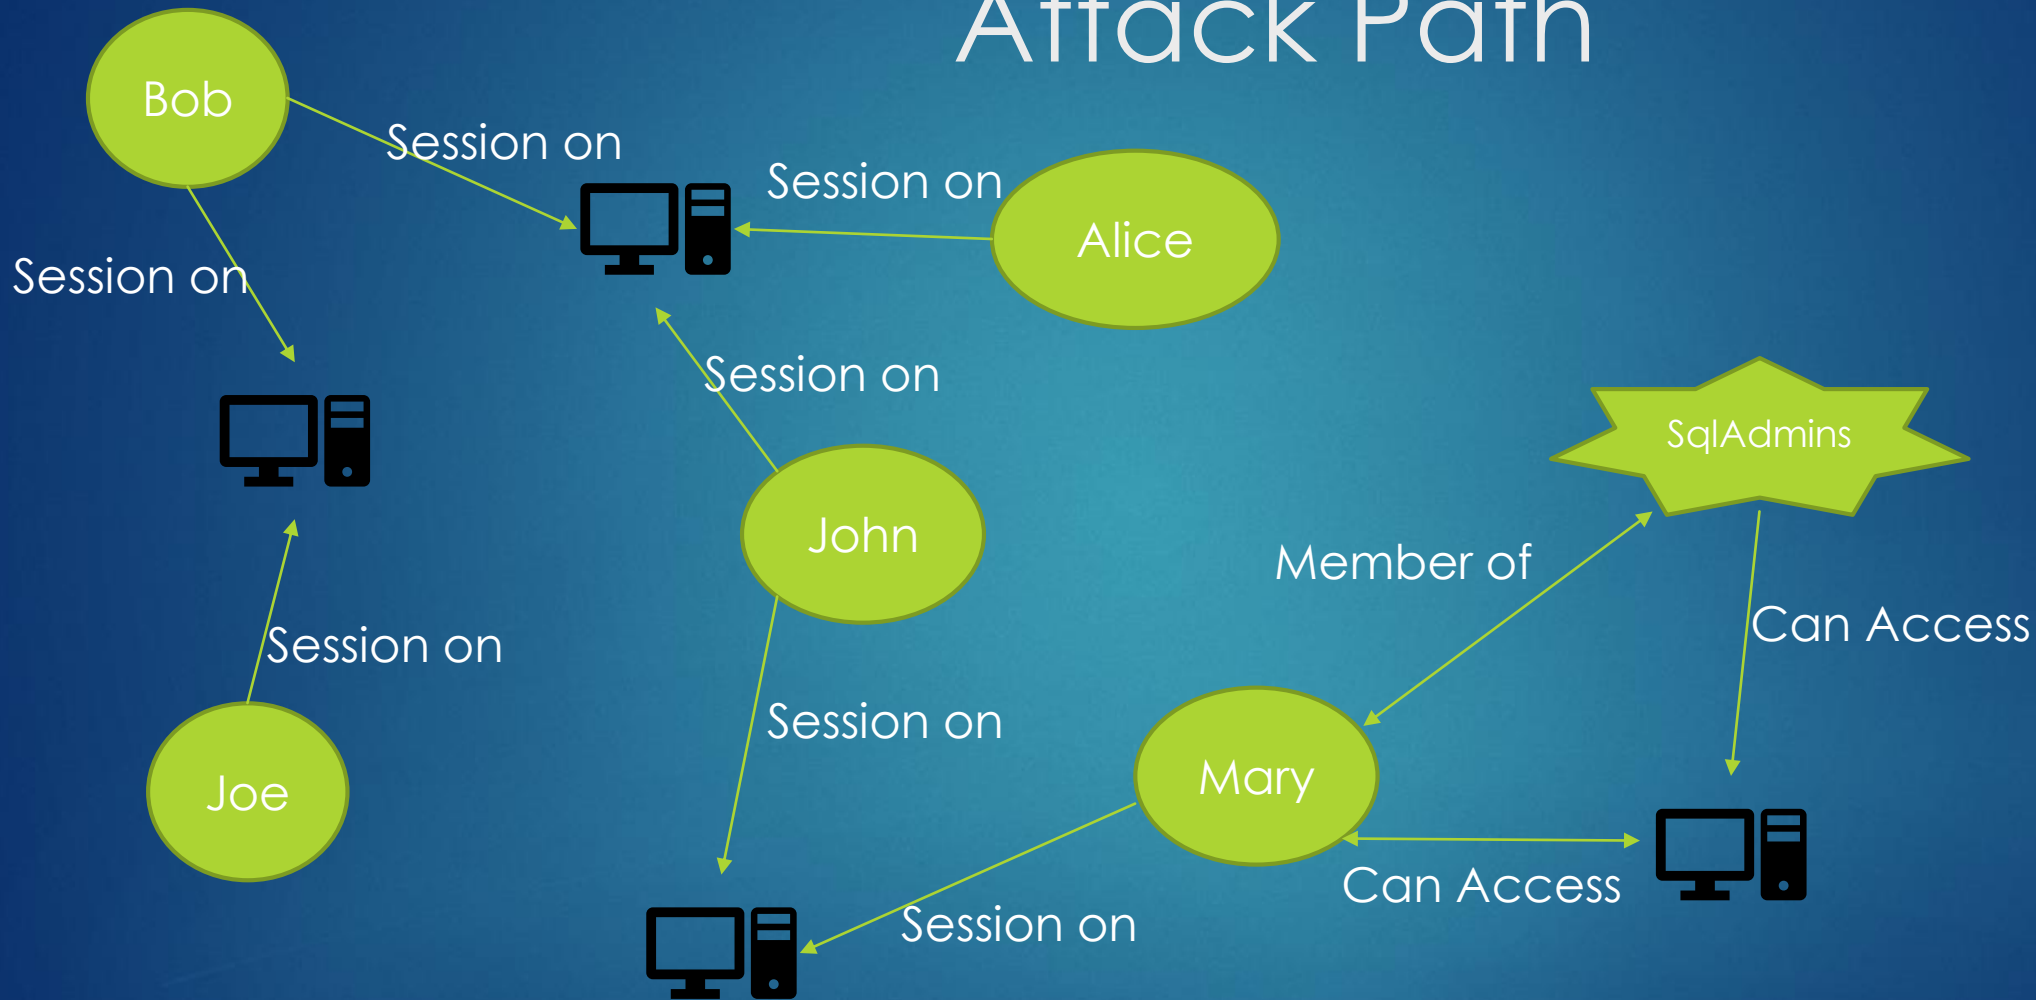 Attack Path
Bob
Session on
Session on
Alice
Session on
Session on
SqlAdmins
John
Member of
Can Access
Session on
Session on
Mary
Joe
Can Access
Session on